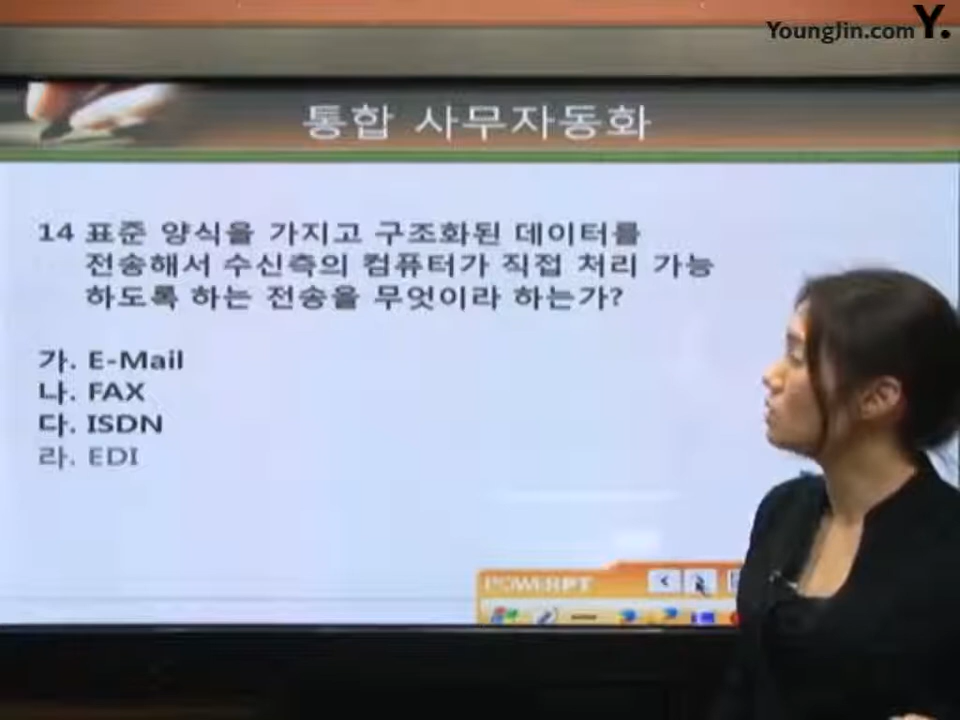 YoungJin.com Y.
통합 사무자동화
14 표준 양식을 가지고 구조화된 데이터를
전송해서 수신측의 컴퓨터가 직접 처리 가능
하도록 하는 전송을 무엇이라 하는가?
가. E-Mail
나. FAX
다. ISDN
라. EDI
POWERPT